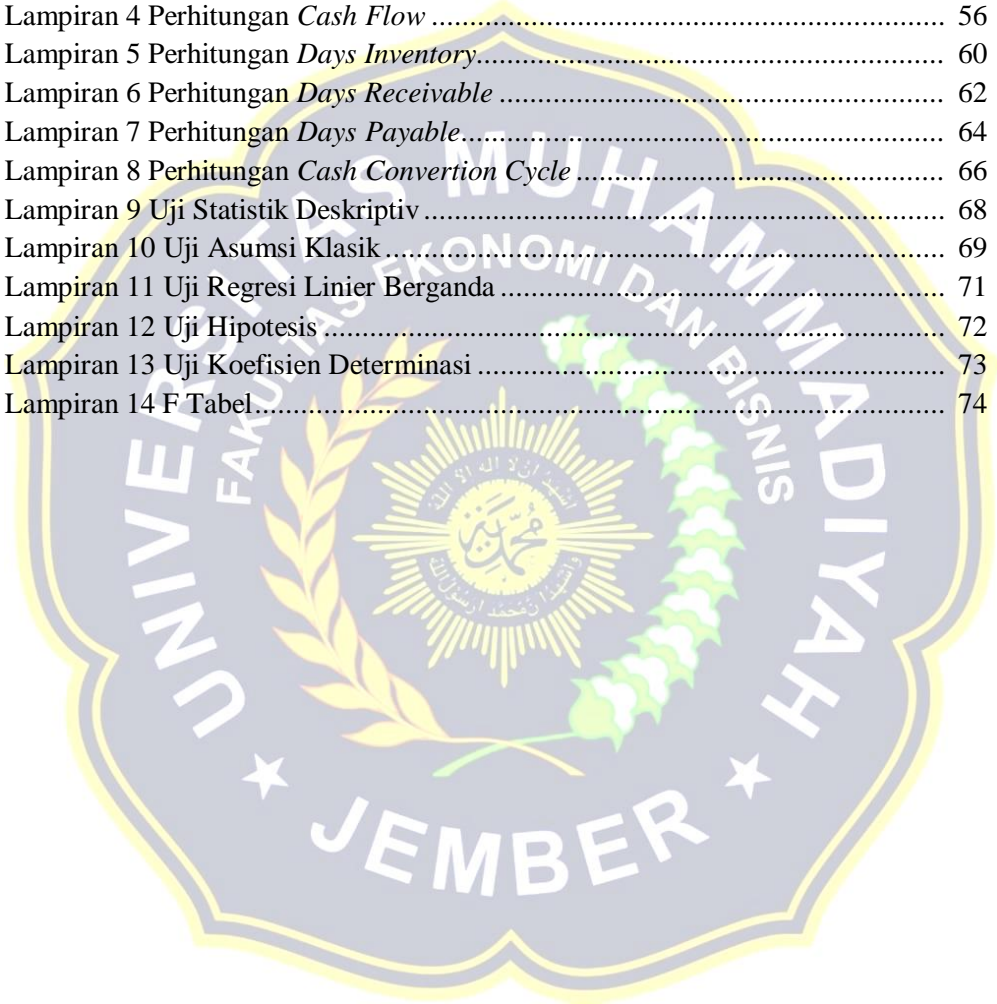 Lampiran 4 Perhitungan Cash Flow ..................................................................... 56
Lampiran 5 Perhitungan Days Inventory.............................................................. 60
Lampiran 6 Perhitungan Days Receivable ........................................................... 62
Lampiran 7 Perhitungan Days Payable................................................................ 64
Lampiran 8 Perhitungan Cash Convertion Cycle ................................................. 66
Lampiran 9 Uji Statistik Deskriptiv...................................................................... 68
Lampiran 10 Uji Asumsi Klasik........................................................................... 69
Lampiran 11 Uji Regresi Linier Berganda ........................................................... 71
Lampiran 12 Uji Hipotesis ................................................................................... 72
Lampiran 13 Uji Koefisien Determinasi .............................................................. 73
Lampiran 14 F Tabel............................................................................................ 74
UNIVERSITAS MUHAMMADIYAH
FAKULTAS EKONOMI DAN BISNIS
JEMBER